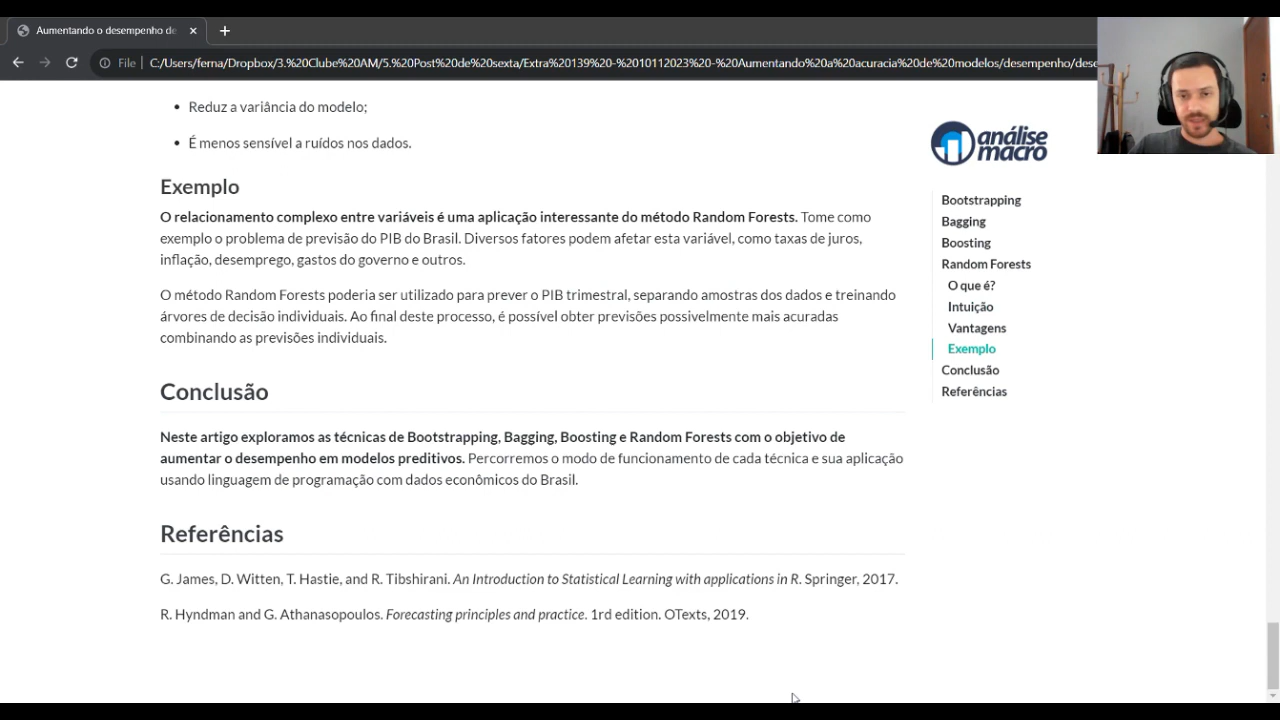 Aumentando o desempenho de
File
C:/Users/ferna/Dropbox/3.%20Clube%20AM/5.%20Post%20de%20sexta/Extra%20139%20-%2010112023%20-%20Aumentando%20a%20acuracia%20de%20modelos/desempenho/dese
• Reduz a variância do modelo;
• É menos sensível a ruídos nos dados.
Exemplo
O relacionamento complexo entre variáveis é uma aplicação interessante do método Random Forests. Tome como
exemplo o problema de previsão do PIB do Brasil. Diversos fatores podem afetar esta variável, como taxas de juros,
inflação, desemprego, gastos do governo e outros.
O método Random Forests poderia ser utilizado para prever o PIB trimestral, separando amostras dos dados e treinando
árvores de decisão individuais. Ao final deste processo, é possível obter previsões possivelmente mais acuradas
combinando as previsões individuais.
Conclusão
Neste artigo exploramos as técnicas de Bootstrapping, Bagging, Boosting e Random Forests com o objetivo de
aumentar o desempenho em modelos preditivos. Percorremos o modo de funcionamento de cada técnica e sua aplicação
usando linguagem de programação com dados econômicos do Brasil.
Referências
G. James, D. Witten, T. Hastie, and R. Tibshirani. An Introduction to Statistical Learning with applications in R. Springer, 2017.
R. Hyndman and G. Athanasopoulos. Forecasting principles and practice. 1rd edition. OTexts, 2019.
análise
macro
Bootstrapping
Bagging
Boosting
Random Forests
O que é?
Intuição
Vantagens
Exemplo
Conclusão
Referências